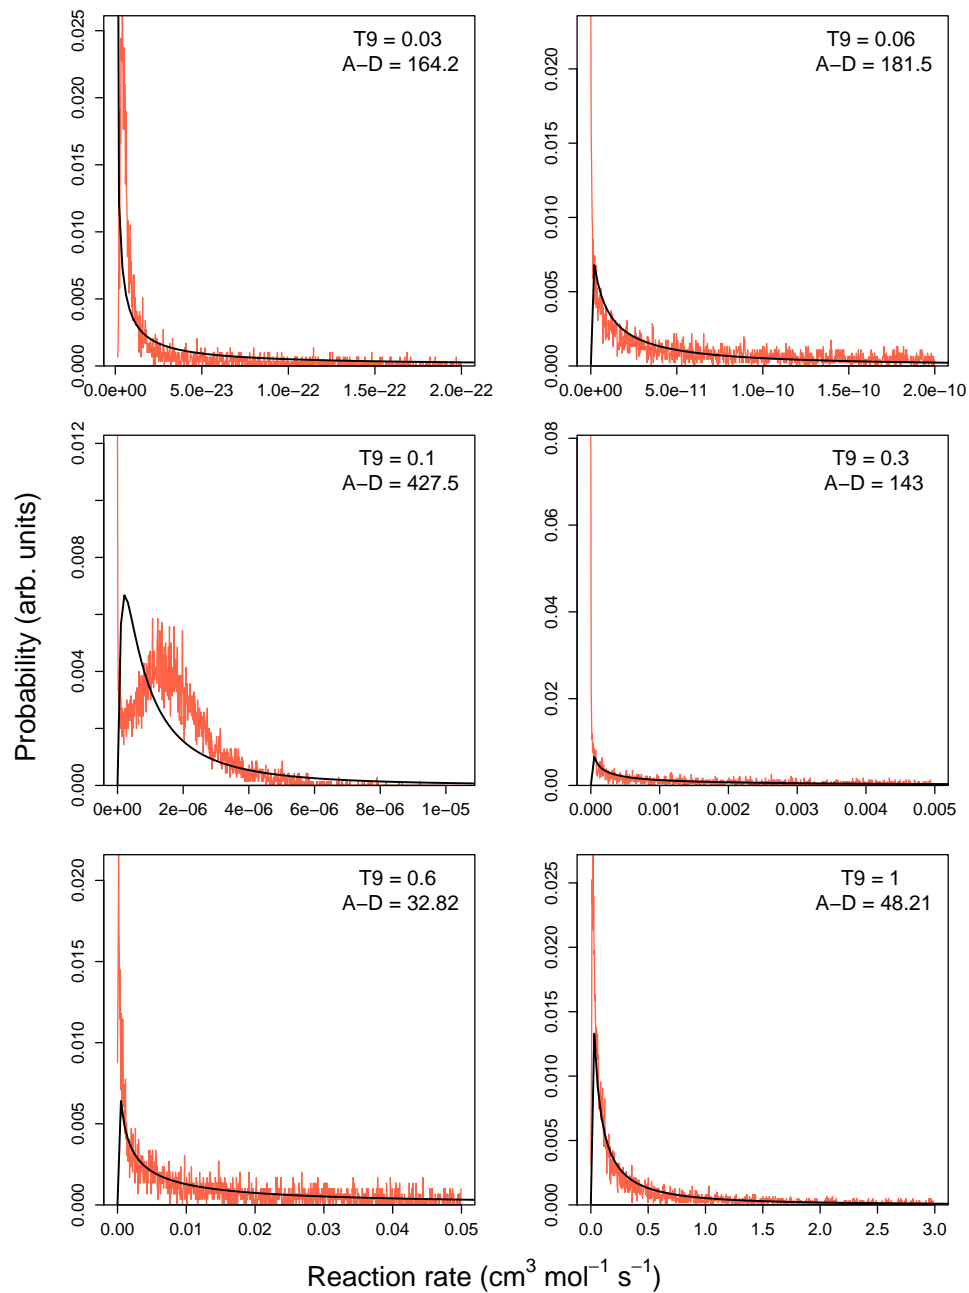 T9 = 0.03
A−D = 164.2
0.000
0.005
0.010
0.015
0.020
0.025
0.0e+00
5.0e−23
1.0e−22
1.5e−22
2.0e−22
T9 = 0.06
A−D = 181.5
0.000
0.005
0.010
0.015
0.020
0.0e+00
5.0e−11
1.0e−10
1.5e−10
2.0e−10
Probability (arb. units)
T9 = 0.1
A−D = 427.5
0.000
0.004
0.008
0.012
0e+00
2e−06
4e−06
6e−06
8e−06
1e−05
T9 = 0.3
A−D = 143
0.00
0.02
0.04
0.06
0.08
0.000
0.001
0.002
0.003
0.004
0.005
T9 = 0.6
A−D = 32.82
0.000
0.005
0.010
0.015
0.020
0.00
0.01
0.02
0.03
0.04
0.05
T9 = 1
A−D = 48.21
0.000
0.005
0.010
0.015
0.020
0.025
0.0
0.5
1.0
1.5
2.0
2.5
3.0
Reaction rate (cm³ mol⁻¹ s⁻¹)